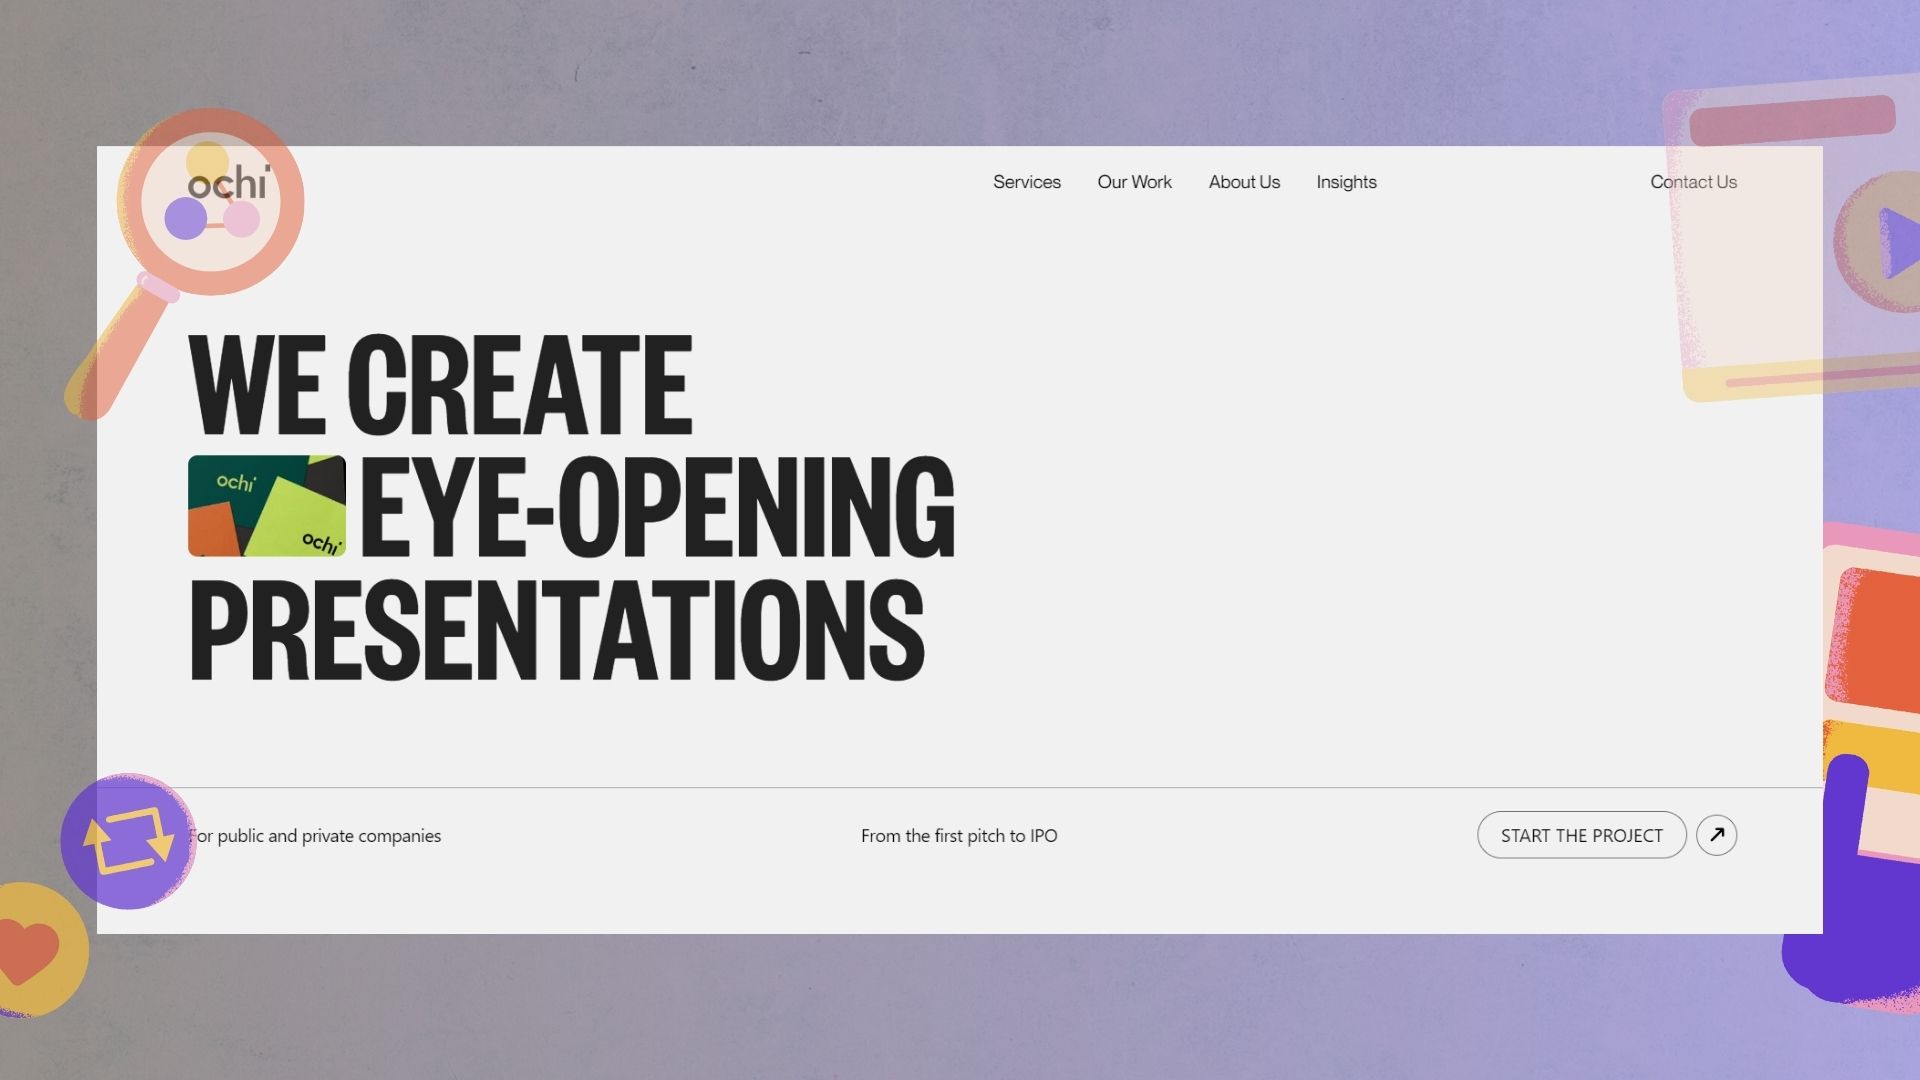 ochi
Services Our Work About Us Insights Contact Us
WE CREATE
ochi
EYE-OPENING
ochi
PRESENTATIONS
For public and private companies From the first pitch to IPO START THE PROJECT